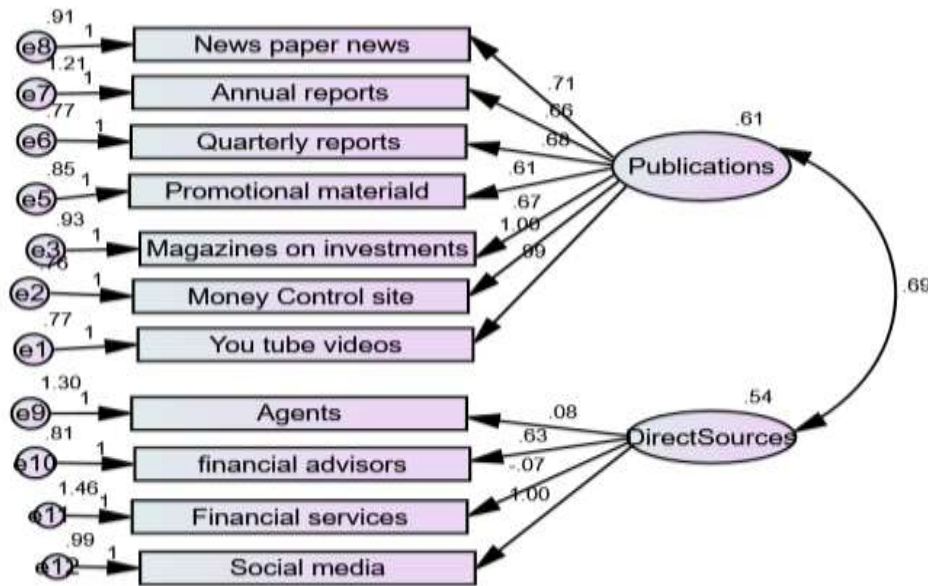 .91
e8 1 News paper news
1.21
e7 1 Annual reports
.77
e6 1 Quarterly reports
.85
e5 1 Promotional materiald
.93
e3 1 Magazines on investments
.76
e2 1 Money Control site
.77
e1 1 You tube videos
1.30
e9 1 Agents
.81
e10 1 financial advisors
1.46
e11 1 Financial services
.99
e12 1 Social media
.71
.66
.68
.61
.67
1.00
.99
.61
Publications
.69
.54
DirectSources
.08
.63
-.07
1.00